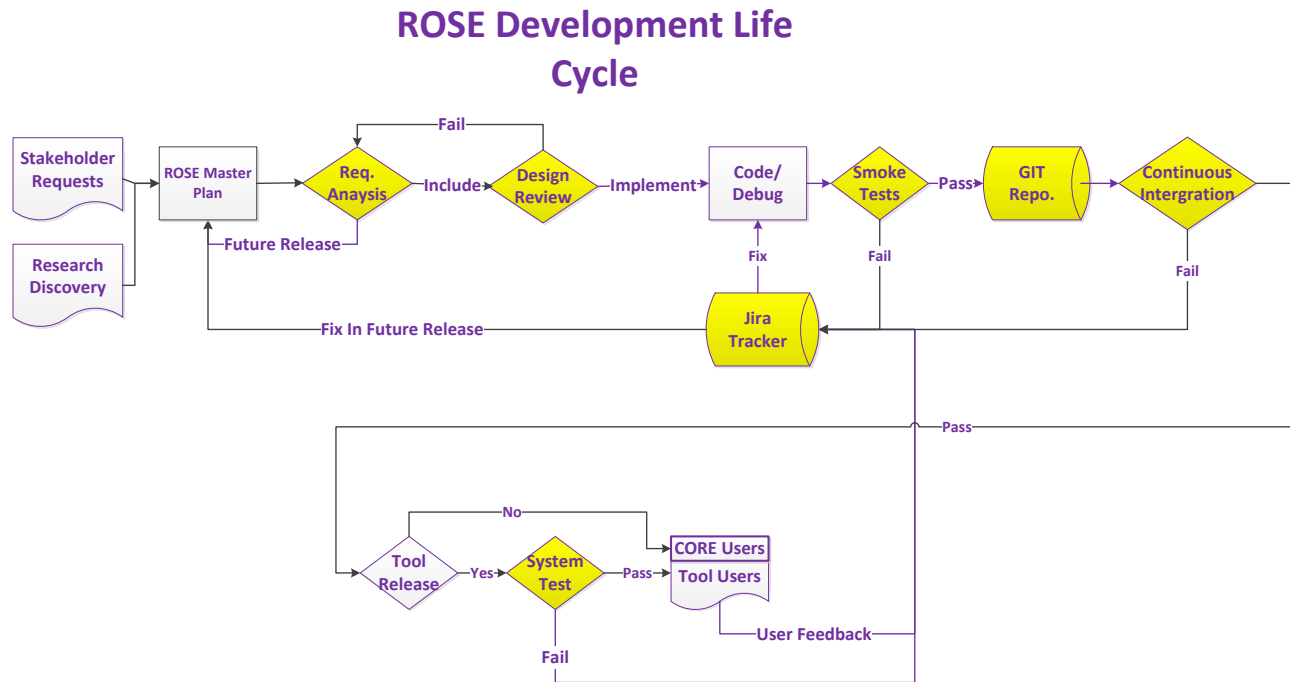 ROSE Development Life
Cycle
Fail
Stakeholder
Requests
ROSE Master
Plan
Req.
Anaysis
Include
Design
Review
Implement
Code/
Debug
Smoke
Tests
Pass
GIT
Repo.
Continuous
Intergration
Future Release
Research
Discovery
Fix
Fail
Fail
Fix In Future Release
Jira
Tracker
Pass
No
CORE Users
Tool
Release
Yes
System
Test
Pass
Tool Users
User Feedback
Fail